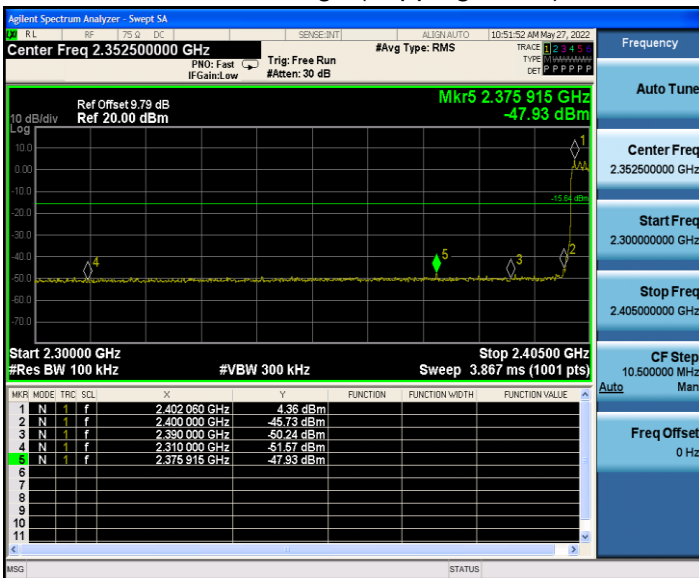 Agilent Spectrum Analyzer - Swept SA
RL RF 75 Ω DC SENSE:INT ALIGN AUTO 10:51:52 AM May 27, 2022
Center Freq 2.352500000 GHz #Avg Type: RMS TRACE 1 2 3 4 5 6
PNO: Fast Trig: Free Run TYPE M
IFGain:Low #Atten: 30 dB DET P P P P P P
Mkr5 2.375 915 GHz
Ref Offset 9.79 dB
10 dB/div Ref 20.00 dBm -47.93 dBm
Log
10.0
0.00
-10.0
-20.0
-30.0
-40.0
-50.0
-60.0
-70.0
1
-15.64 dBm
2
3
4
5
Start 2.30000 GHz Stop 2.40500 GHz
#Res BW 100 kHz #VBW 300 kHz Sweep 3.867 ms (1001 pts)
MKR MODE TRC SCL X Y FUNCTION FUNCTION WIDTH FUNCTION VALUE
1 N 1 f 2.402 060 GHz 4.36 dBm
2 N 1 f 2.400 000 GHz -45.73 dBm
3 N 1 f 2.390 000 GHz -50.24 dBm
4 N 1 f 2.310 000 GHz -51.57 dBm
5 N 1 f 2.375 915 GHz -47.93 dBm
6
7
8
9
10
11
MSG STATUS
Frequency
Auto Tune
Center Freq
2.352500000 GHz
Start Freq
2.300000000 GHz
Stop Freq
2.405000000 GHz
CF Step
10.500000 MHz
Auto Man
Freq Offset
0 Hz